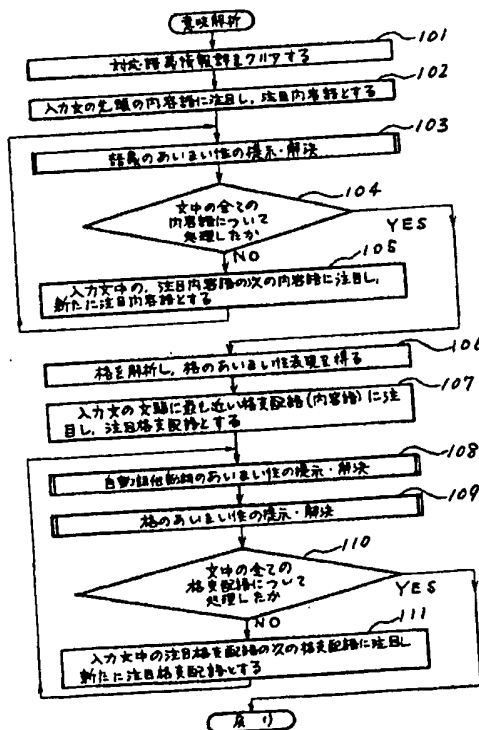 意味解析
101
対応語義情報群をクリアする
102
入力文の先頭の内容語に注目し,注目内容語とする
103
語義のあいまい性の提示・解決
104
文中の全ての
内容語について
処理したか
YES
NO
105
入力文中の,注目内容語の次の内容語に注目し,
新たに注目内容語とする
106
格を解析し,格のあいまい性表現を得る
107
入力文の文頭に最も近い格支配語(内容語)に注
目し,注目格支配語とする
108
自動詞他動詞のあいまい性の提示・解決
109
格のあいまい性の提示・解決
110
文中の全ての
格支配語について
処理したか
YES
NO
111
入力文中の注目格支配語の次の格支配語に注目し
新たに注目格支配語とする
戻り